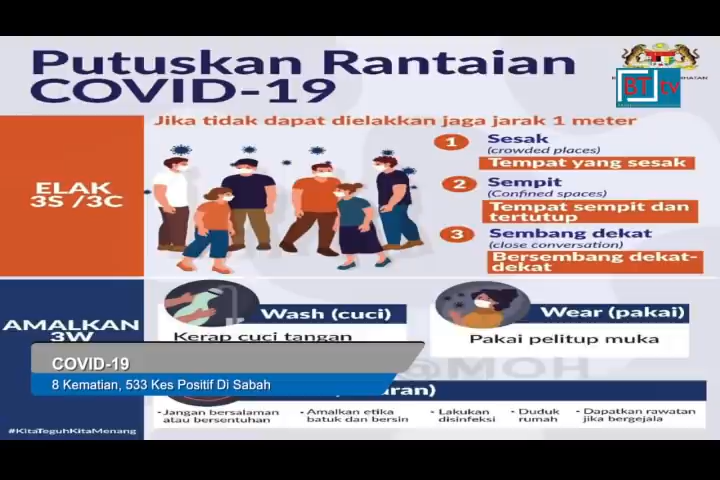 Putuskan Rantaian
COVID-19
BT tv
Jika tidak dapat dielakkan jaga jarak 1 meter
ELAK
3S /3C
1 Sesak
(crowded places)
Tempat yang sesak
2 Sempit
(Confined spaces)
Tempat sempit dan
tertutup
3 Sembang dekat
(close conversation)
Bersembang dekat-
dekat
AMALKAN
3W
Wash (cuci)
Kerap cuci tangan
Wear (pakai)
Pakai pelitup muka
@MOH
COVID-19
8 Kematian, 533 Kes Positif Di Sabah
• Jangan bersalaman
atau bersentuhan
• Amalkan etika
batuk dan bersin
• Lakukan
disinfeksi
• Duduk
rumah
• Dapatkan rawatan
jika bergejala
#KitaTeguhKitaMenang